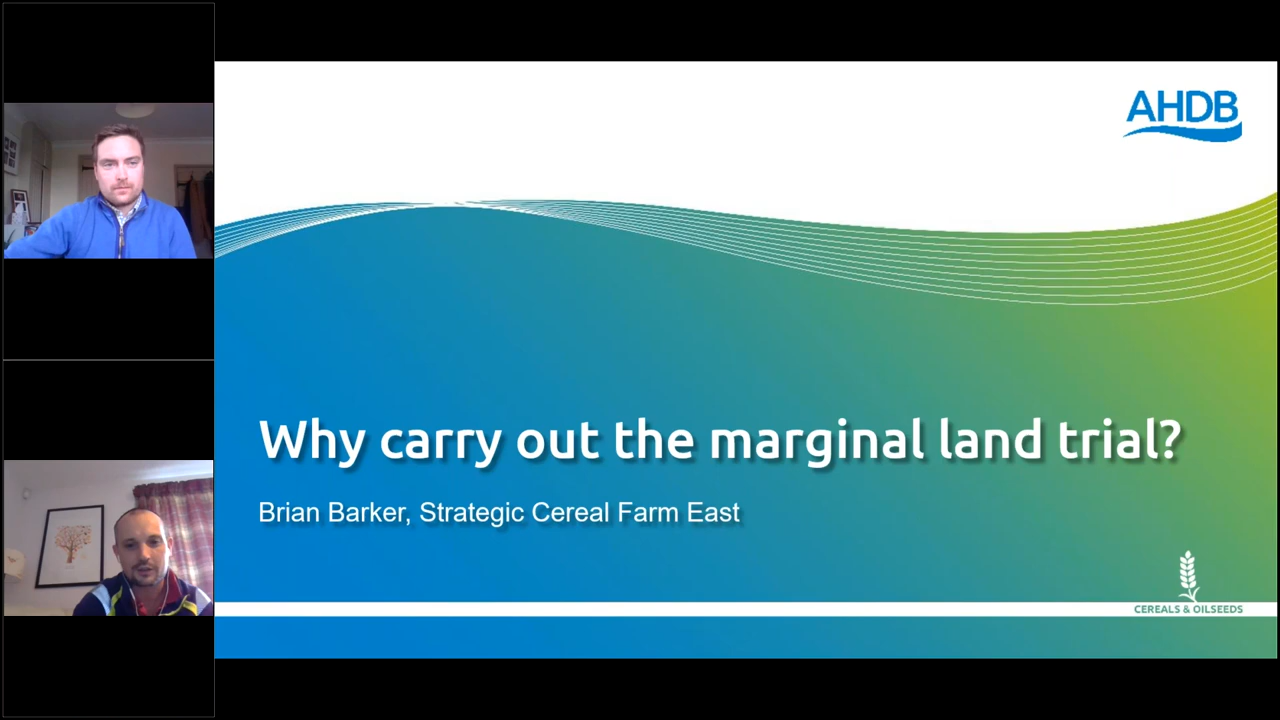 AHDB
Why carry out the marginal land trial?
Brian Barker, Strategic Cereal Farm East
CEREALS & OILSEEDS